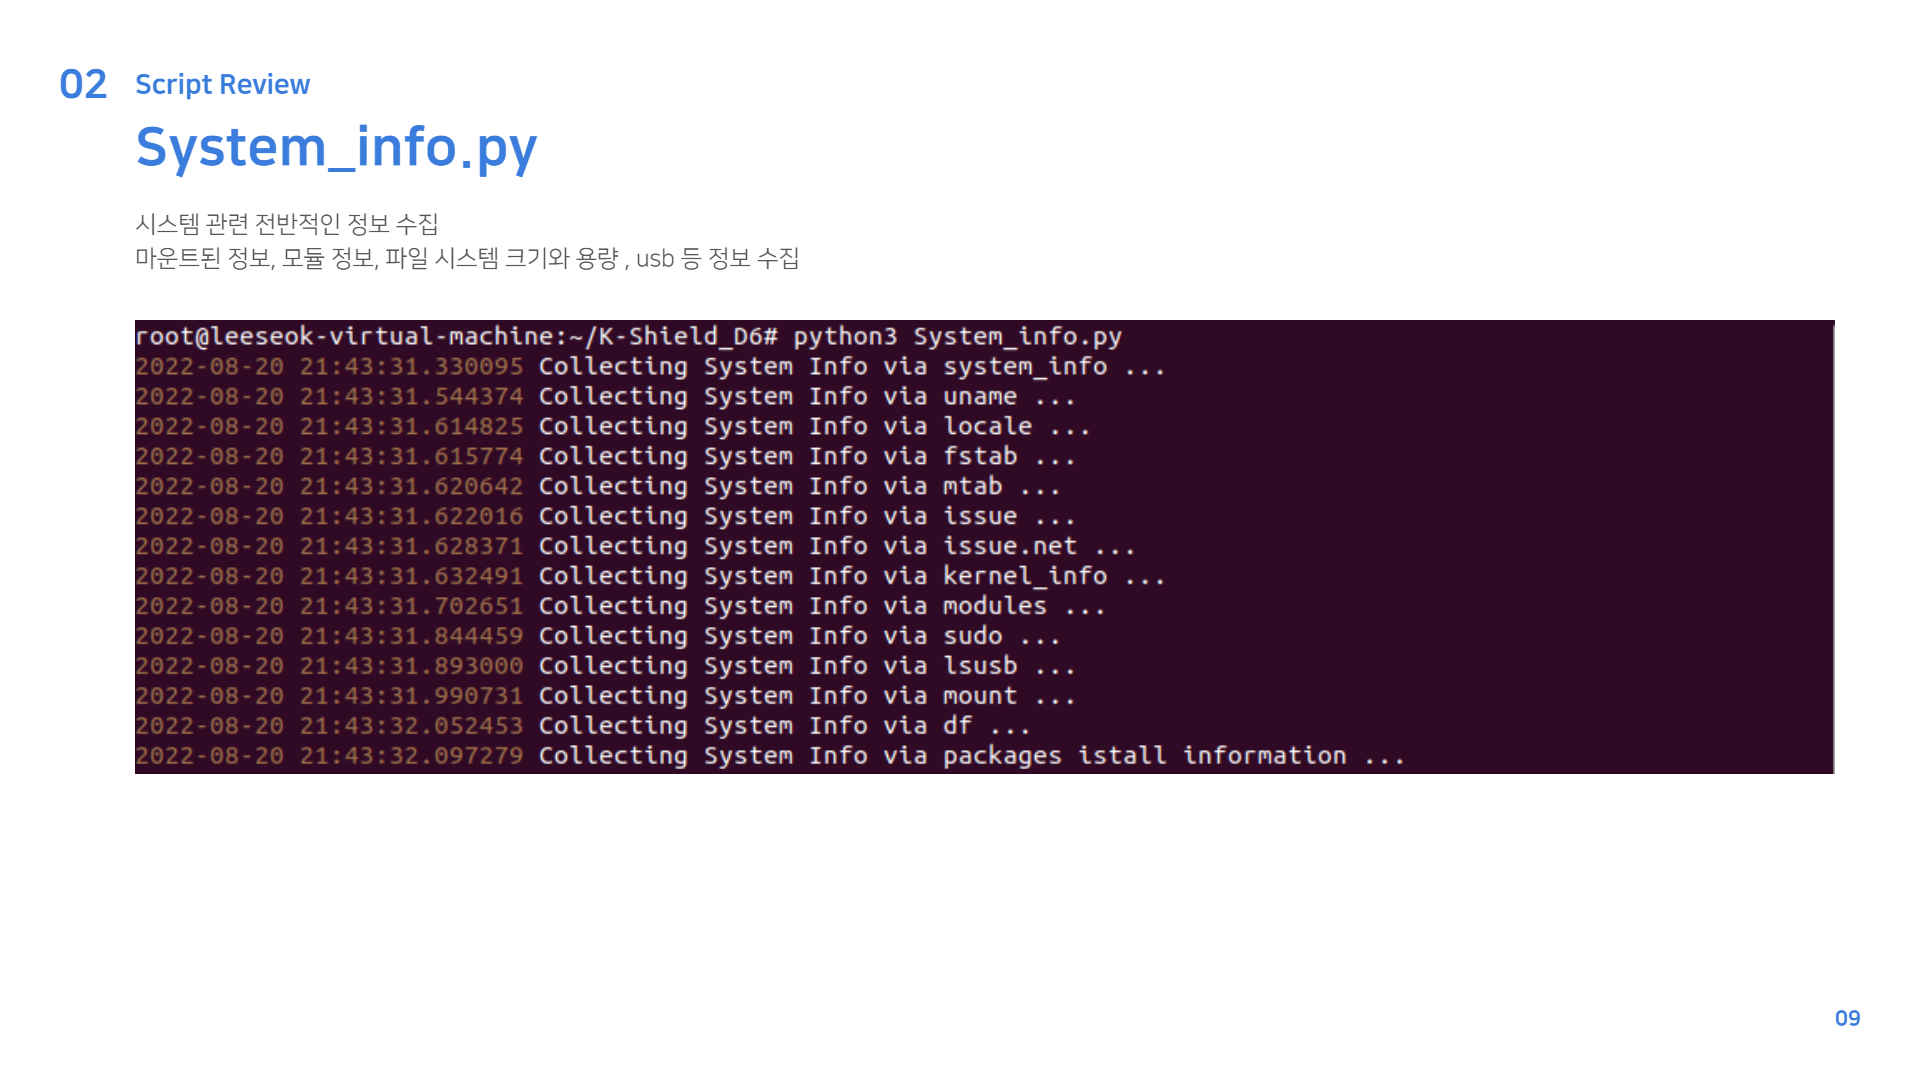 02 Script Review
System_info.py
시스템 관련 전반적인 정보 수집
마운트된 정보, 모듈 정보, 파일 시스템 크기와 용량 , usb 등 정보 수집
root@leeseok-virtual-machine:~/K-Shield_D6# python3 System_info.py
2022-08-20 21:43:31.330095 Collecting System Info via system_info ...
2022-08-20 21:43:31.544374 Collecting System Info via uname ...
2022-08-20 21:43:31.614825 Collecting System Info via locale ...
2022-08-20 21:43:31.615774 Collecting System Info via fstab ...
2022-08-20 21:43:31.620642 Collecting System Info via mtab ...
2022-08-20 21:43:31.622016 Collecting System Info via issue ...
2022-08-20 21:43:31.628371 Collecting System Info via issue.net ...
2022-08-20 21:43:31.632491 Collecting System Info via kernel_info ...
2022-08-20 21:43:31.702651 Collecting System Info via modules ...
2022-08-20 21:43:31.844459 Collecting System Info via sudo ...
2022-08-20 21:43:31.893000 Collecting System Info via lsusb ...
2022-08-20 21:43:31.990731 Collecting System Info via mount ...
2022-08-20 21:43:32.052453 Collecting System Info via df ...
2022-08-20 21:43:32.097279 Collecting System Info via packages istall information ...
09